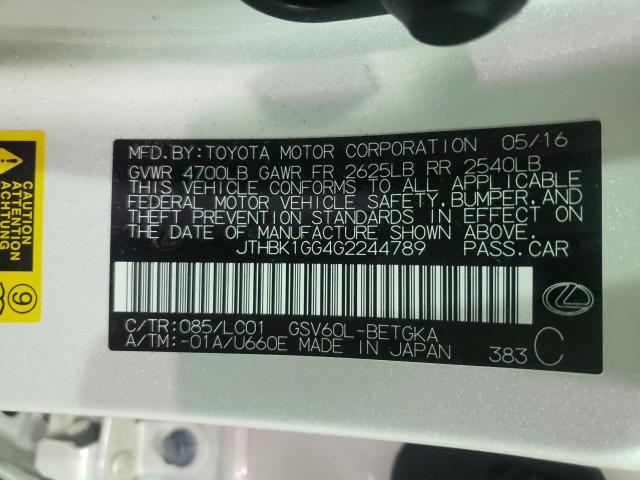 MFD.BY:TOYOTA MOTOR CORPORATION 05/16
GVWR 4700LB GAWR FR 2625LB RR 2540LB
THIS VEHICLE CONFORMS TO ALL APPLICABLE
FEDERAL MOTOR VEHICLE SAFETY,BUMPER,AND
THEFT PREVENTION STANDARDS IN EFFECT ON
THE DATE OF MANUFACTURE SHOWN ABOVE.
JTHBK1GG4G2244789 PASS.CAR
C/TR:085/LC01 GSV60L-BETGKA
A/TM:-01A/U660E MADE IN JAPAN 383 C
ATTENTION
ACHTUNG
9